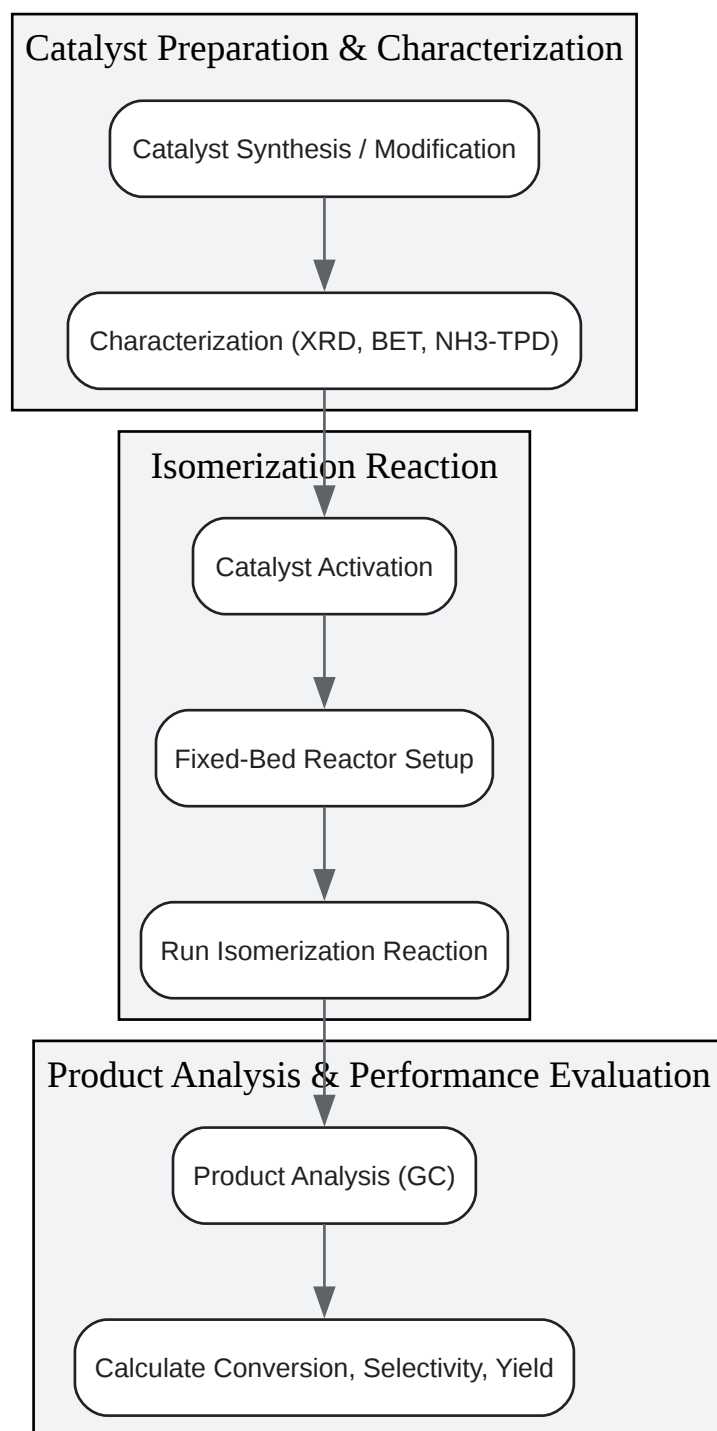 Catalyst Preparation & Characterization
Catalyst Synthesis / Modification
Characterization (XRD, BET, NH3-TPD)
Isomerization Reaction
Catalyst Activation
Fixed-Bed Reactor Setup
Run Isomerization Reaction
Product Analysis & Performance Evaluation
Product Analysis (GC)
Calculate Conversion, Selectivity, Yield